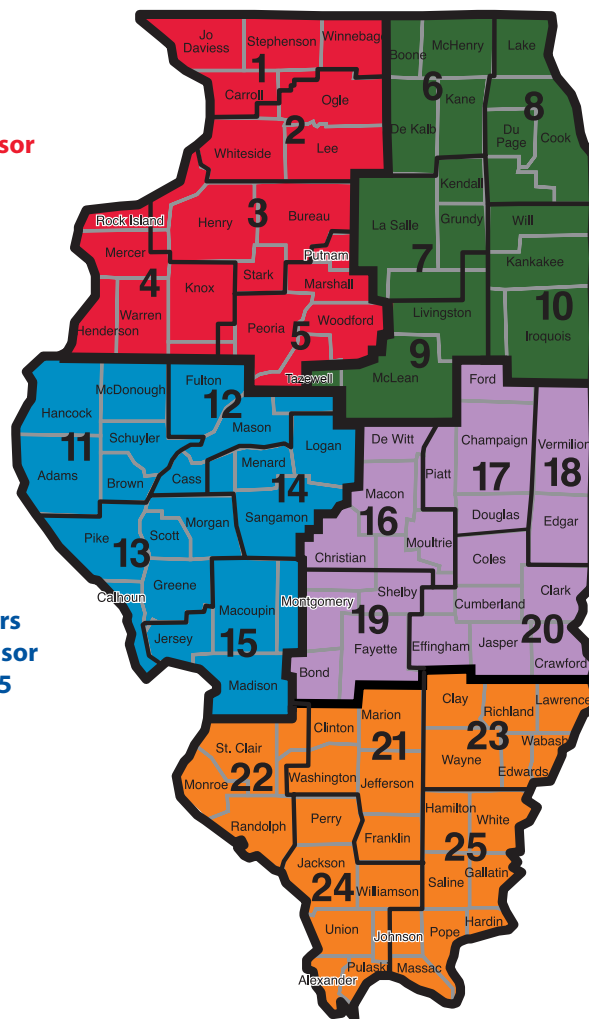 Jo Daviess
Stephenson
Winnebag
1
Carroll
Ogle
2
Whiteside
Lee
sor
Boone
McHenry
Lake
6
Kane
8
De Kalb
Du Page
Cook
Rock Island
Henry
3
Bureau
Putnam
Mercer
4
Knox
Stark
Marshall
Warren
Henderson
Peoria
5
Woodford
Tazewell
Kendall
La Salle
Grundy
7
Will
Kankakee
10
Iroquois
Livingston
9
McLean
McDonough
Fulton
12
Hancock
Mason
11
Schuyler
Logan
Adams
Brown
Cass
Menard
14
Sangamon
Pike
Scott
Morgan
13
Greene
Calhoun
Jersey
Macoupin
15
Madison
Ford
De Witt
Champaign
Vermilion
Piatt
17
18
Macon
16
Douglas
Edgar
Moultrie
Christian
Coles
Clark
Shelby
Cumberland
Montgomery
19
20
Fayette
Effingham
Jasper
Crawford
Bond
rs
sor
5
Clay
Richland
Lawrence
Marion
Clinton
23
21
Wabash
St. Clair
Wayne
Edwards
22
Washington
Jefferson
Monroe
Hamilton
White
Randolph
Perry
Franklin
25
Jackson
Gallatin
24
Williamson
Saline
Hardin
Union
Johnson
Pope
Pulaski
Massac
Alexander